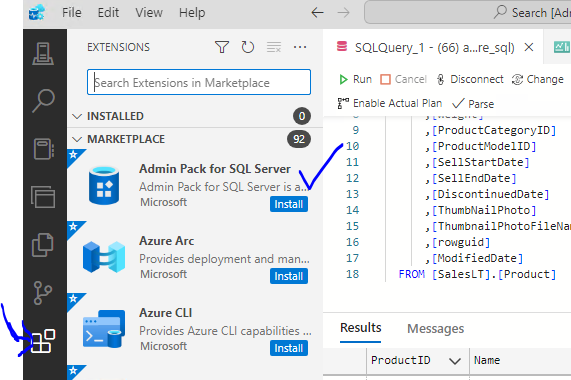 File Edit View Help Search [Adm
EXTENSIONS
Search Extensions in Marketplace
INSTALLED 0
MARKETPLACE 92
Admin Pack for SQL Server
Admin Pack for SQL Server is a...
Microsoft Install
Azure Arc
Provides deployment and man...
Microsoft Install
Azure CLI
Provides Azure CLI capabilities ...
Microsoft Install
SQLQuery_1 - (66) a...re_sql)
Run Cancel Disconnect Change
Enable Actual Plan Parse
8 ,[Weight]
9 ,[ProductCategoryID]
10 ,[ProductModelID]
11 ,[SellStartDate]
12 ,[SellEndDate]
13 ,[DiscontinuedDate]
14 ,[ThumbNailPhoto]
15 ,[ThumbnailPhotoFileNam
16 ,[rowguid]
17 ,[ModifiedDate]
18 FROM [SalesLT].[Product]
Results Messages
ProductID Name